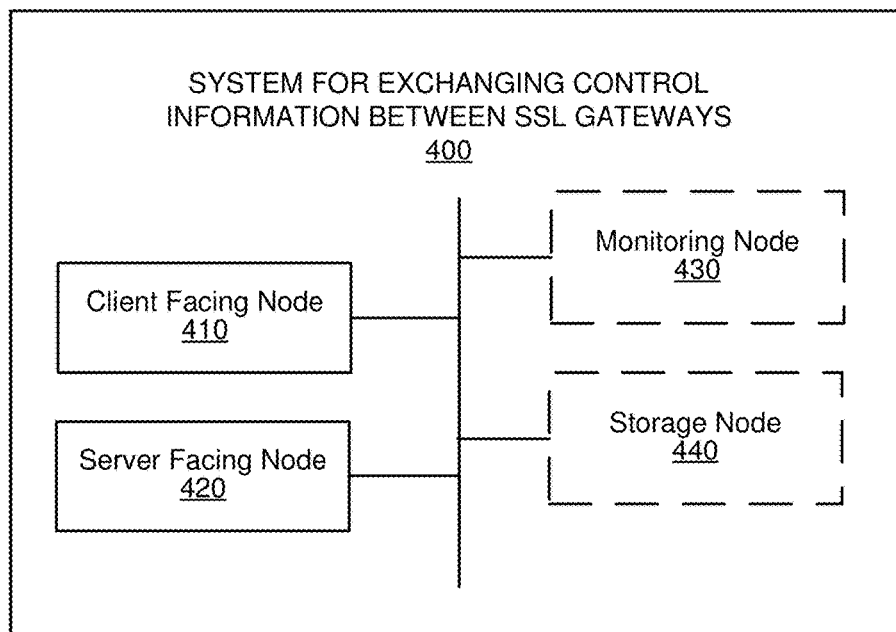 SYSTEM FOR EXCHANGING CONTROL
INFORMATION BETWEEN SSL GATEWAYS
400
Client Facing Node
410
Server Facing Node
420
Monitoring Node
430
Storage Node
440